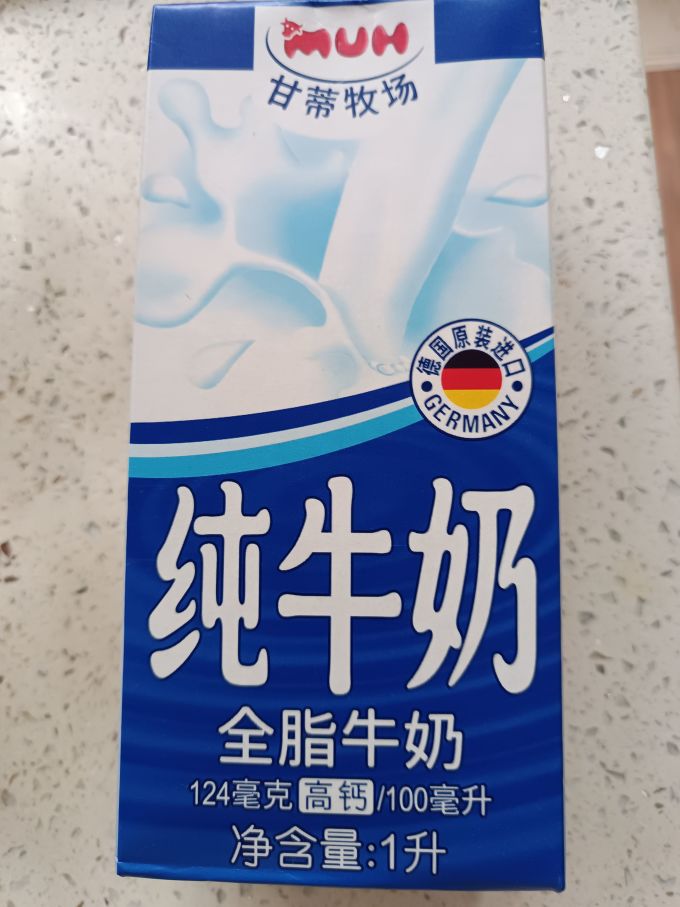 MUH
甘蒂牧场
德国原装进口
GERMANY
纯牛奶
全脂牛奶
124毫克高钙/100毫升
净含量:1升